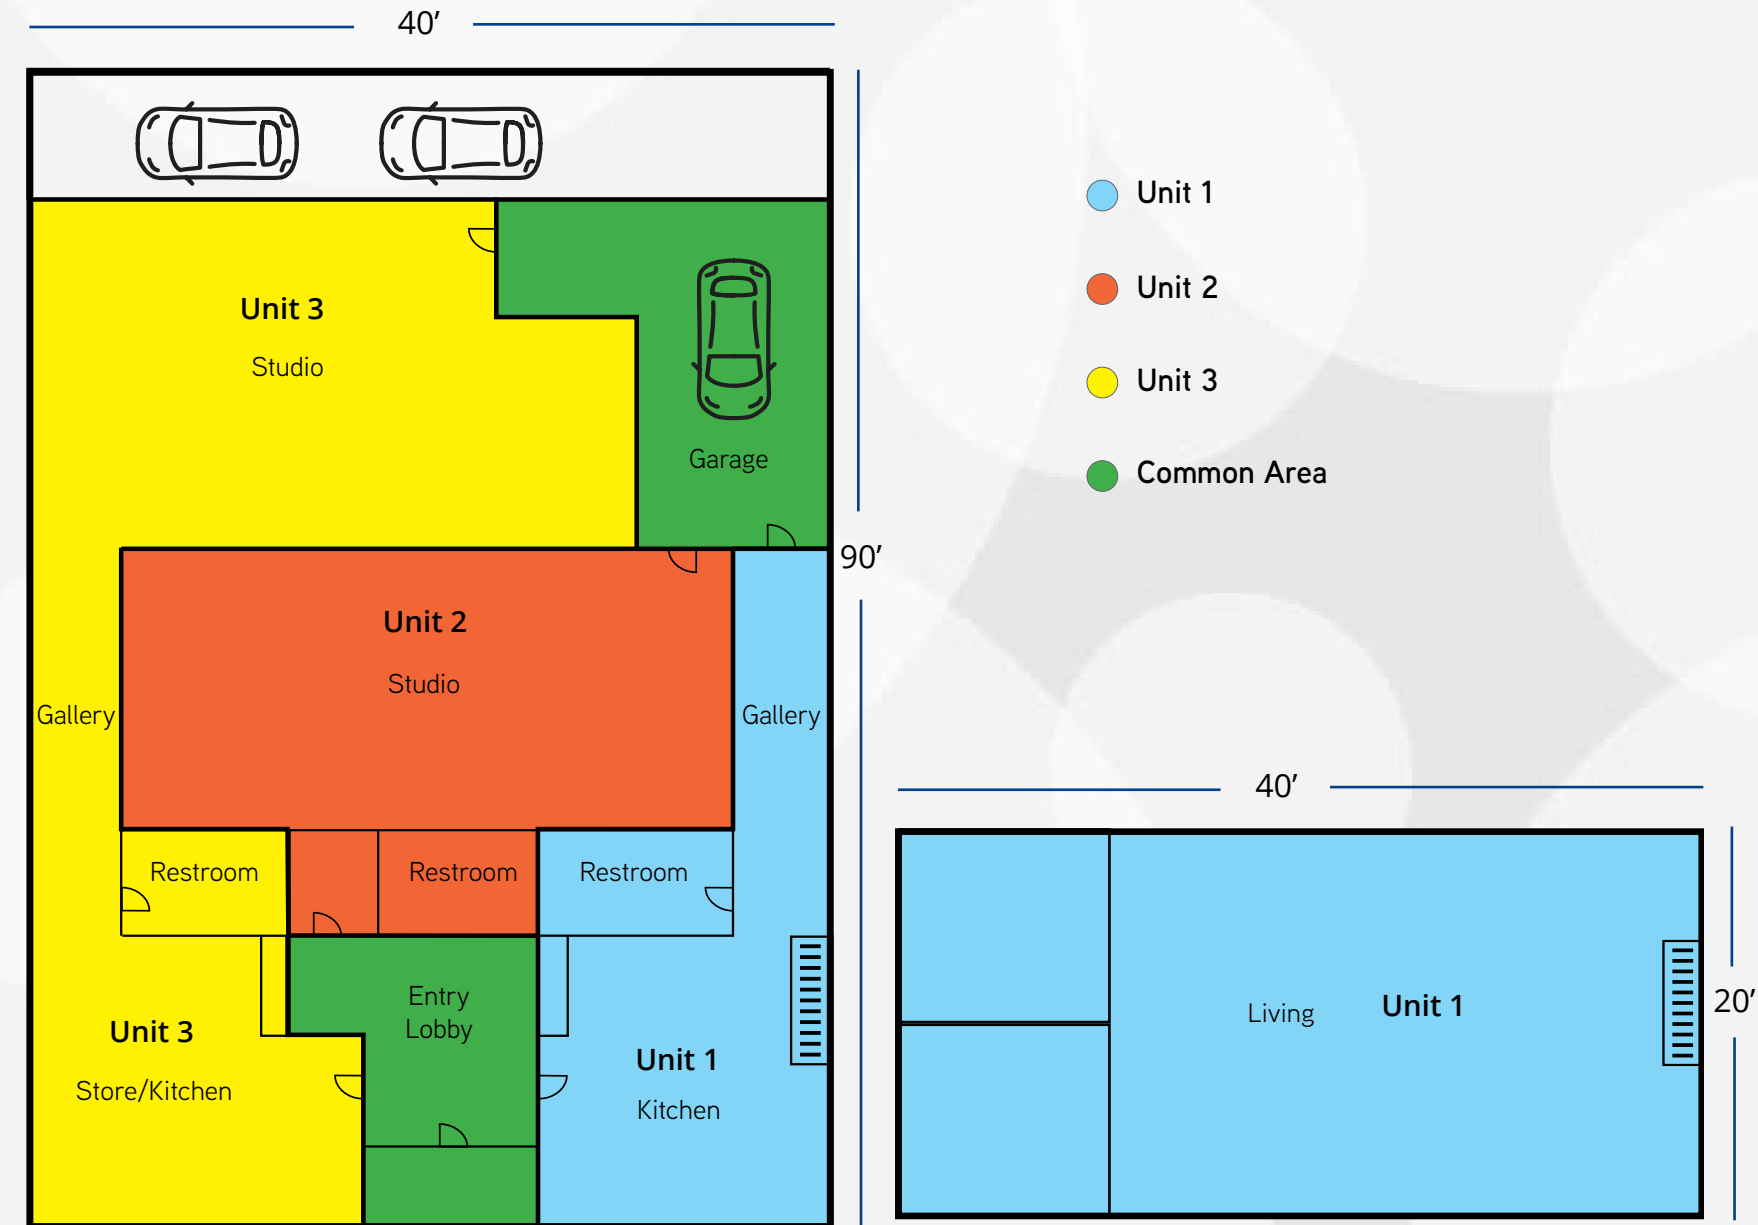 40’
Unit 3
Studio
Garage
90’
Unit 2
Studio
Gallery
Gallery
Restroom
Restroom
Restroom
Entry
Lobby
Unit 3
Store/Kitchen
Unit 1
Kitchen
Unit 1
Unit 2
Unit 3
Common Area
40’
Living
Unit 1
20’